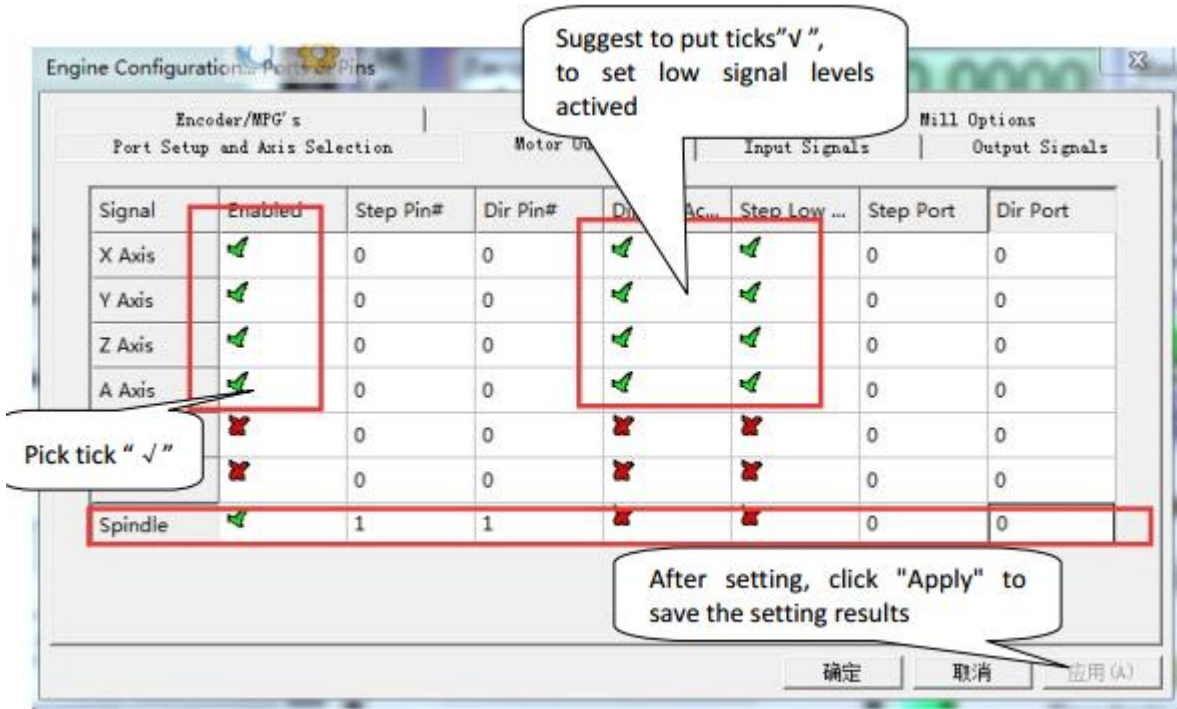 Suggest to put ticks"√ ",
to set low signal levels
actived
Engine Configuration... Ports & Pins
Encoder/MPG's
Mill Options
Port Setup and Axis Selection
Motor Ou
Input Signals
Output Signals
Signal Enabled Step Pin# Dir Pin# Ac... Step Low ... Step Port Dir Port
X Axis 0 0 0 0
Y Axis 0 0 0 0
Z Axis 0 0 0 0
A Axis 0 0 0 0
0 0 0 0
Pick tick " √ "
0 0 0 0
Spindle 1 1 0 0
After setting, click "Apply" to
save the setting results
确定 取消 应用(A)